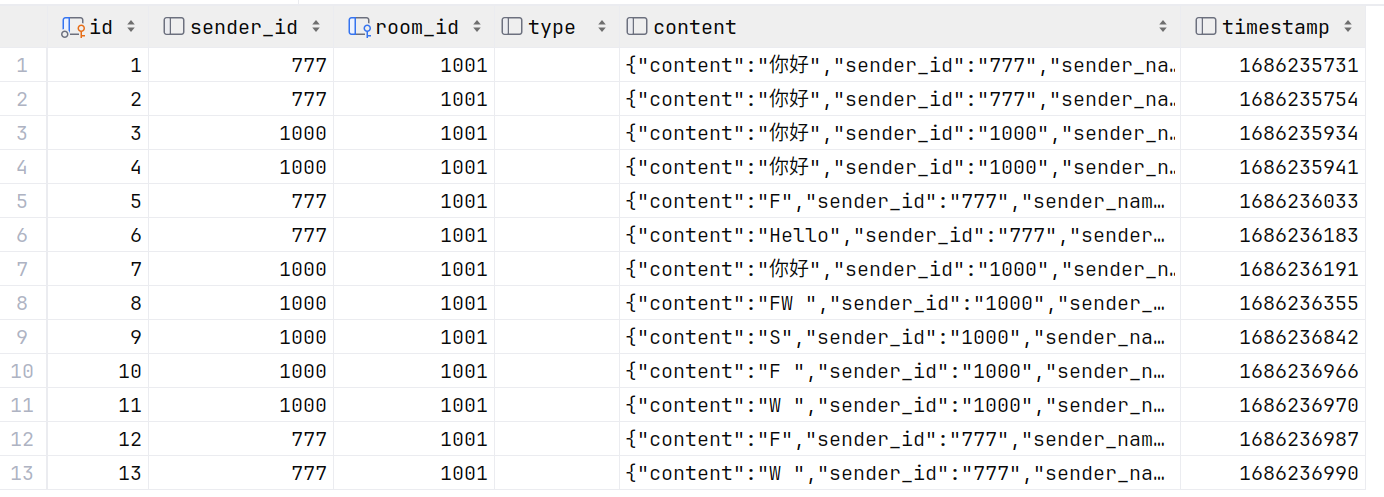 id sender_id room_id type content timestamp
1 1 777 1001 {"content":"你好","sender_id":"777","sender_na… 1686235731
2 2 777 1001 {"content":"你好","sender_id":"777","sender_na… 1686235754
3 3 1000 1001 {"content":"你好","sender_id":"1000","sender_n… 1686235934
4 4 1000 1001 {"content":"你好","sender_id":"1000","sender_n… 1686235941
5 5 777 1001 {"content":"F","sender_id":"777","sender_nam… 1686236033
6 6 777 1001 {"content":"Hello","sender_id":"777","sender… 1686236183
7 7 1000 1001 {"content":"你好","sender_id":"1000","sender_n… 1686236191
8 8 1000 1001 {"content":"FW ","sender_id":"1000","sender_… 1686236355
9 9 1000 1001 {"content":"S","sender_id":"1000","sender_na… 1686236842
10 10 1000 1001 {"content":"F ","sender_id":"1000","sender_n… 1686236966
11 11 1000 1001 {"content":"W ","sender_id":"1000","sender_n… 1686236970
12 12 777 1001 {"content":"F","sender_id":"777","sender_nam… 1686236987
13 13 777 1001 {"content":"W ","sender_id":"777","sender_na… 1686236990